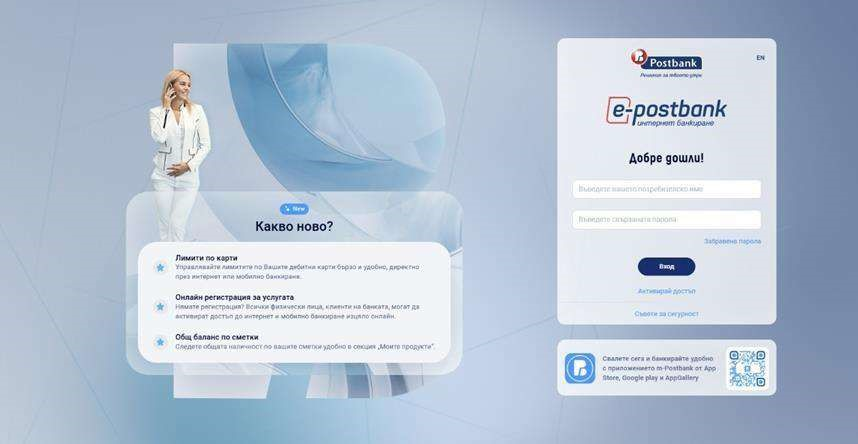 New
Какво ново?
Лимити по карти
Управлявайте лимитите по Вашите дебитни карти бързо и удобно, директно
през интернет или мобилно банкиране.
Онлайн регистрация за услугата
Нямате регистрация? Всички физически лица, клиенти на банката, могат да
активират достъп до интернет и мобилно банкиране изцяло онлайн.
Общ баланс по сметки
Следете общата наличност по вашите сметки удобно в секция „Моите продукти“.
Postbank
Решения за твоето утре
EN
e-postbank
интернет банкиране
Добре дошли!
Въведете вашето потребителско име
Въведете свързаната парола
Забравена парола
Вход
Активирай достъп
Съвети за сигурност
Свалете сега и банкирайте удобно
с приложението m-Postbank от App
Store, Google play и AppGallery